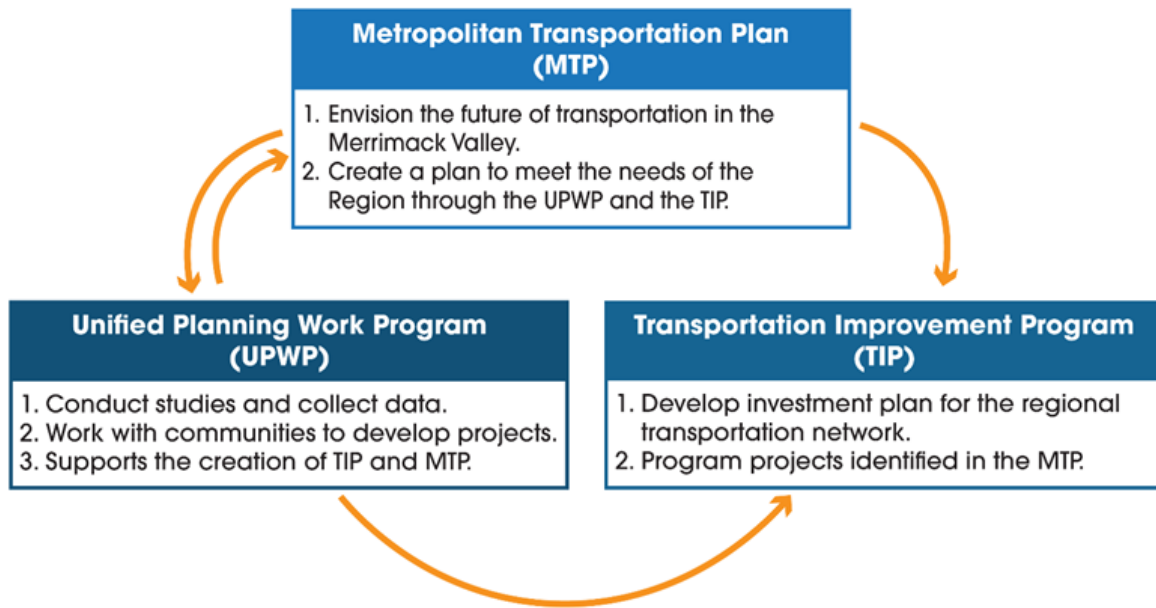 Metropolitan Transportation Plan
(MTP)
1. Envision the future of transportation in the
Merrimack Valley.
2. Create a plan to meet the needs of the
Region through the UPWP and the TIP.
Unified Planning Work Program
(UPWP)
1. Conduct studies and collect data.
2. Work with communities to develop projects.
3. Supports the creation of TIP and MTP.
Transportation Improvement Program
(TIP)
1. Develop investment plan for the regional
transportation network.
2. Program projects identified in the MTP.